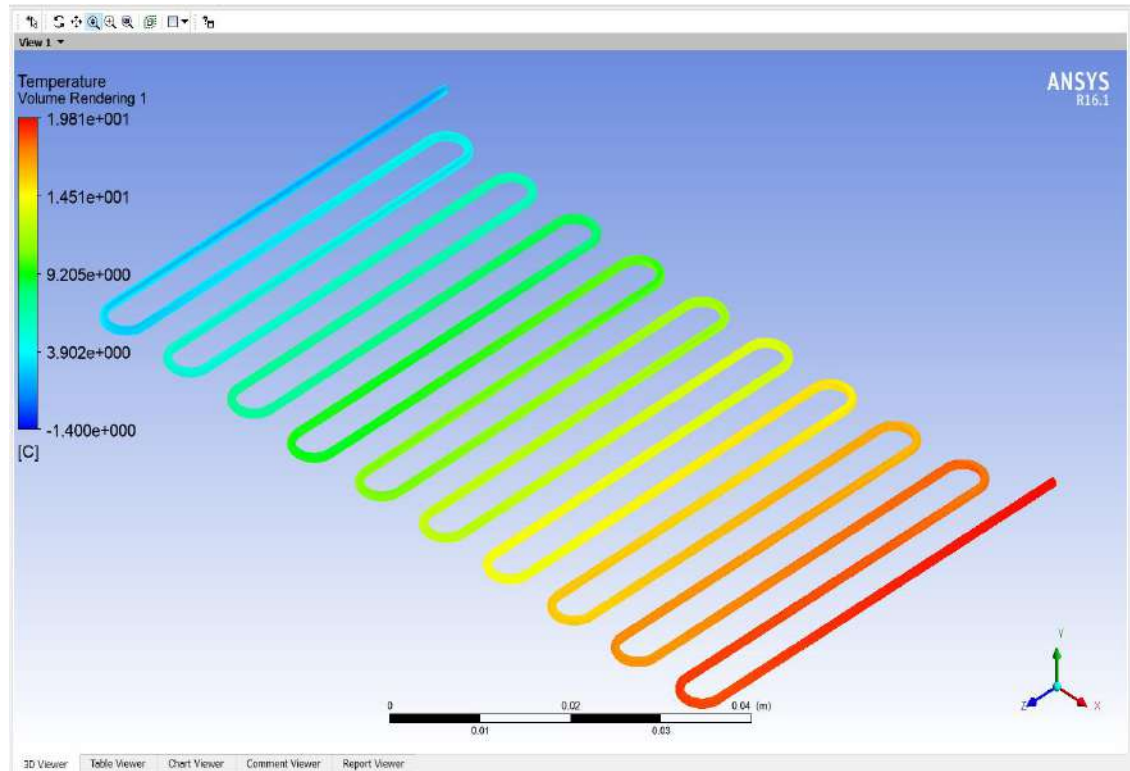 View 1
ANSYS
R16.1
Temperature
Volume Rendering 1
1.981e+001
1.451e+001
9.205e+000
3.902e+000
-1.400e+000
[C]
0
0.02
0.04 (m)
0.01
0.03
Y
Z
X
3D Viewer
Table Viewer
Chart Viewer
Comment Viewer
Report Viewer